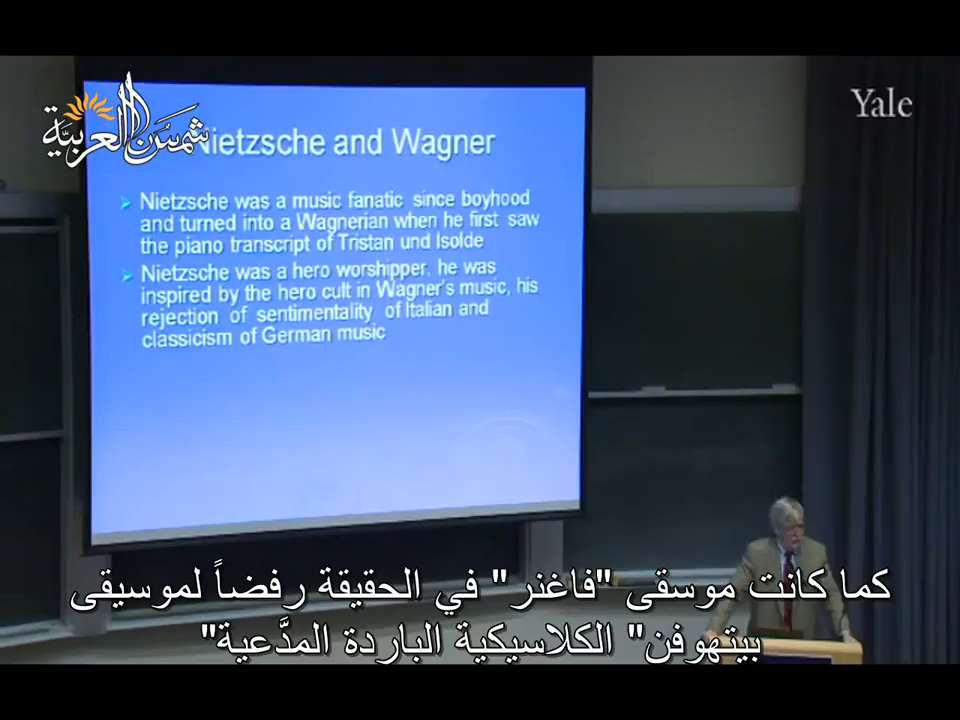 شمس العربية
Yale
Nietzsche and Wagner
Nietzsche was a music fanatic since boyhood
and turned into a Wagnerian when he first saw
the piano transcript of Tristan und Isolde
Nietzsche was a hero worshipper, he was
inspired by the hero cult in Wagner's music, his
rejection of sentimentality of Italian and
classicism of German music
كما كانت موسقى "فاغنر" في الحقيقة رفضاً لموسيقى
بيتهوفن" الكلاسيكية الباردة المدَّعية"